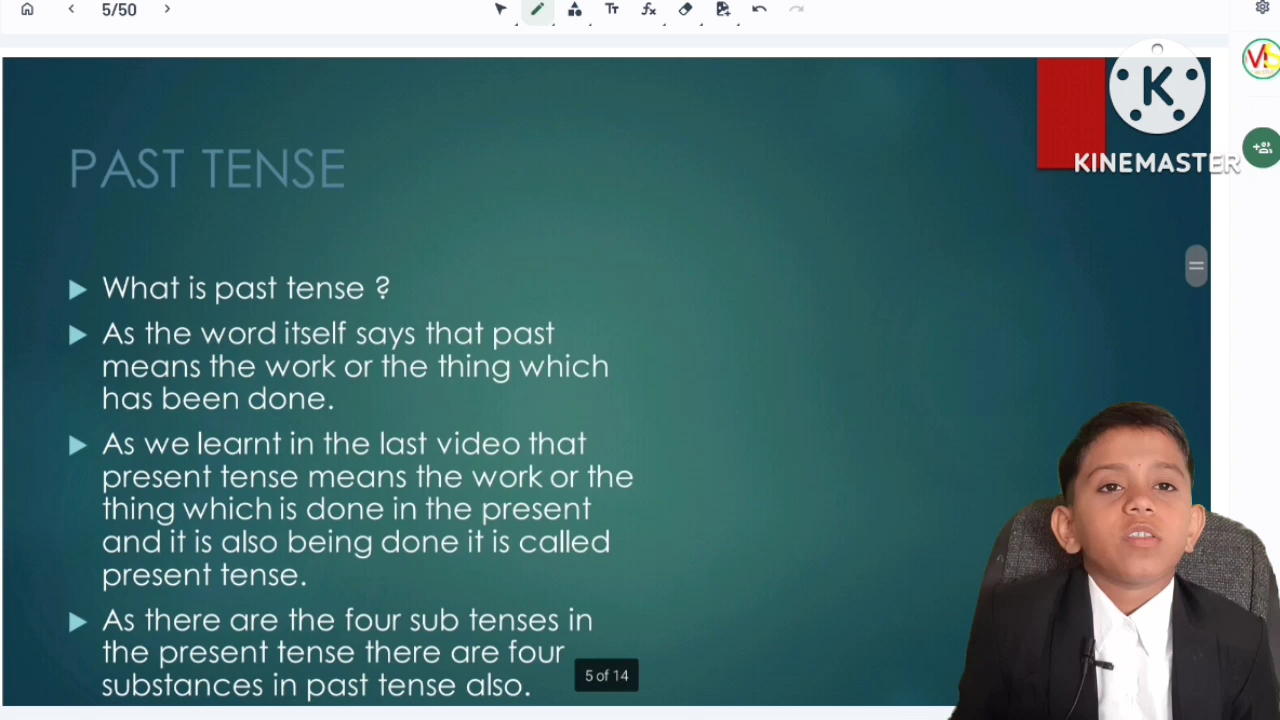 5/50
Tт fx
K
KINEMASTER
PAST TENSE
What is past tense ?
As the word itself says that past
means the work or the thing which
has been done.
As we learnt in the last video that
present tense means the work or the
thing which is done in the present
and it is also being done it is called
present tense.
As there are the four sub tenses in
the present tense there are four
substances in past tense also.
5 of 14